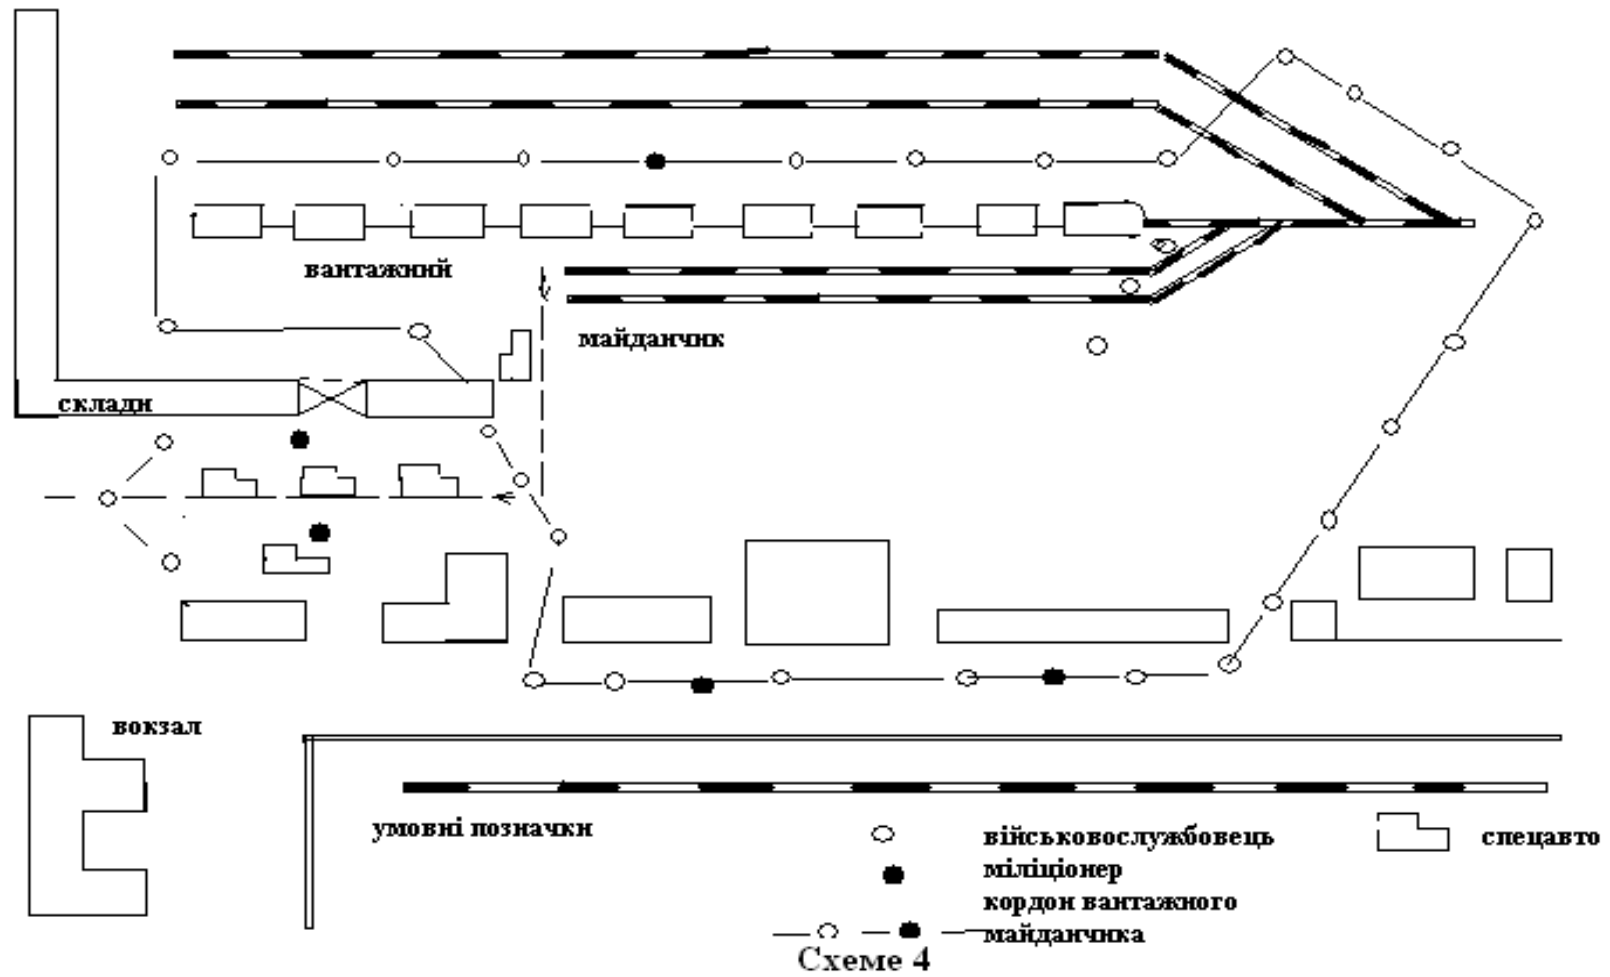 вантажний
майданчик
склади
вокзал
умовні позначки
військовослужбовець
спецавто
міліціонер
кордон вантажного
майданчика
Схеме 4